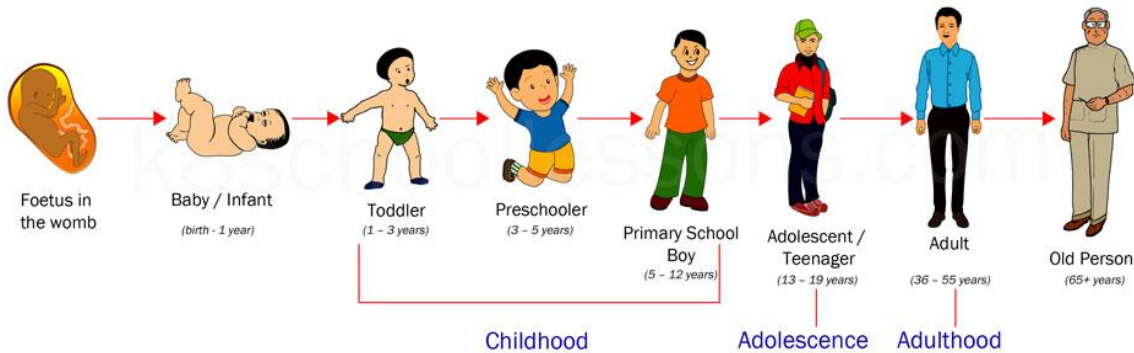 Foetus in
the womb
Baby / Infant
(birth - 1 year)
Toddler
(1 – 3 years)
Preschooler
(3 – 5 years)
Primary School
Boy
(5 – 12 years)
Adolescent /
Teenager
(13 – 19 years)
Adult
(36 – 55 years)
Old Person
(65+ years)
Childhood
Adolescence
Adulthood
k8schoollessons.com